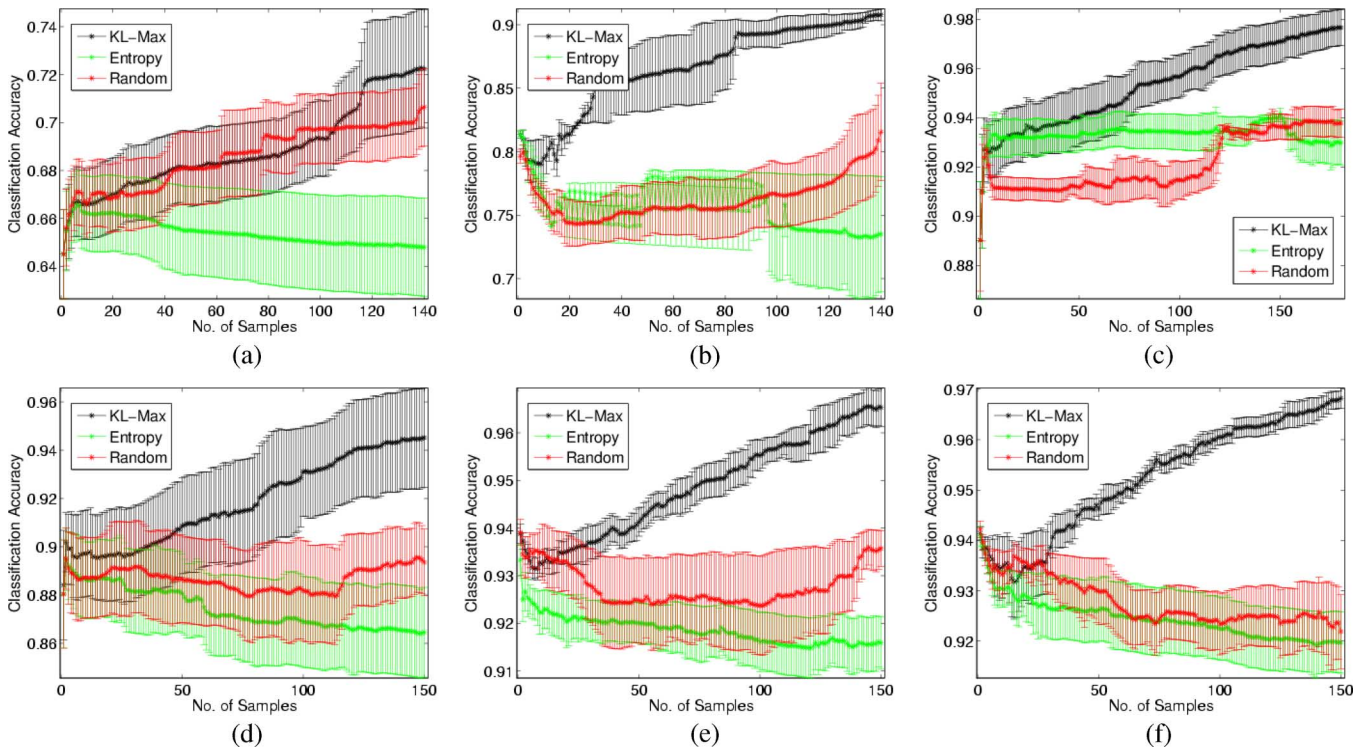 0.74
0.72
0.7
0.68
0.66
0.64
Classification Accuracy
KL-Max
Entropy
Random
0 20 40 60 80 100 120 140
No. of Samples
(a)
0.9
0.85
0.8
0.75
0.7
Classification Accuracy
KL-Max
Entropy
Random
0 20 40 60 80 100 120 140
No. of Samples
(b)
0.98
0.96
0.94
0.92
0.9
0.88
Classification Accuracy
KL-Max
Entropy
Random
0 50 100 150
No. of Samples
(c)
0.96
0.94
0.92
0.9
0.88
0.86
Classification Accuracy
KL-Max
Entropy
Random
0 50 100 150
No. of Samples
(d)
0.96
0.95
0.94
0.93
0.92
0.91
Classification Accuracy
KL-Max
Entropy
Random
0 50 100 150
No. of Samples
(e)
0.97
0.96
0.95
0.94
0.93
0.92
Classification Accuracy
KL-Max
Entropy
Random
0 50 100 150
No. of Samples
(f)